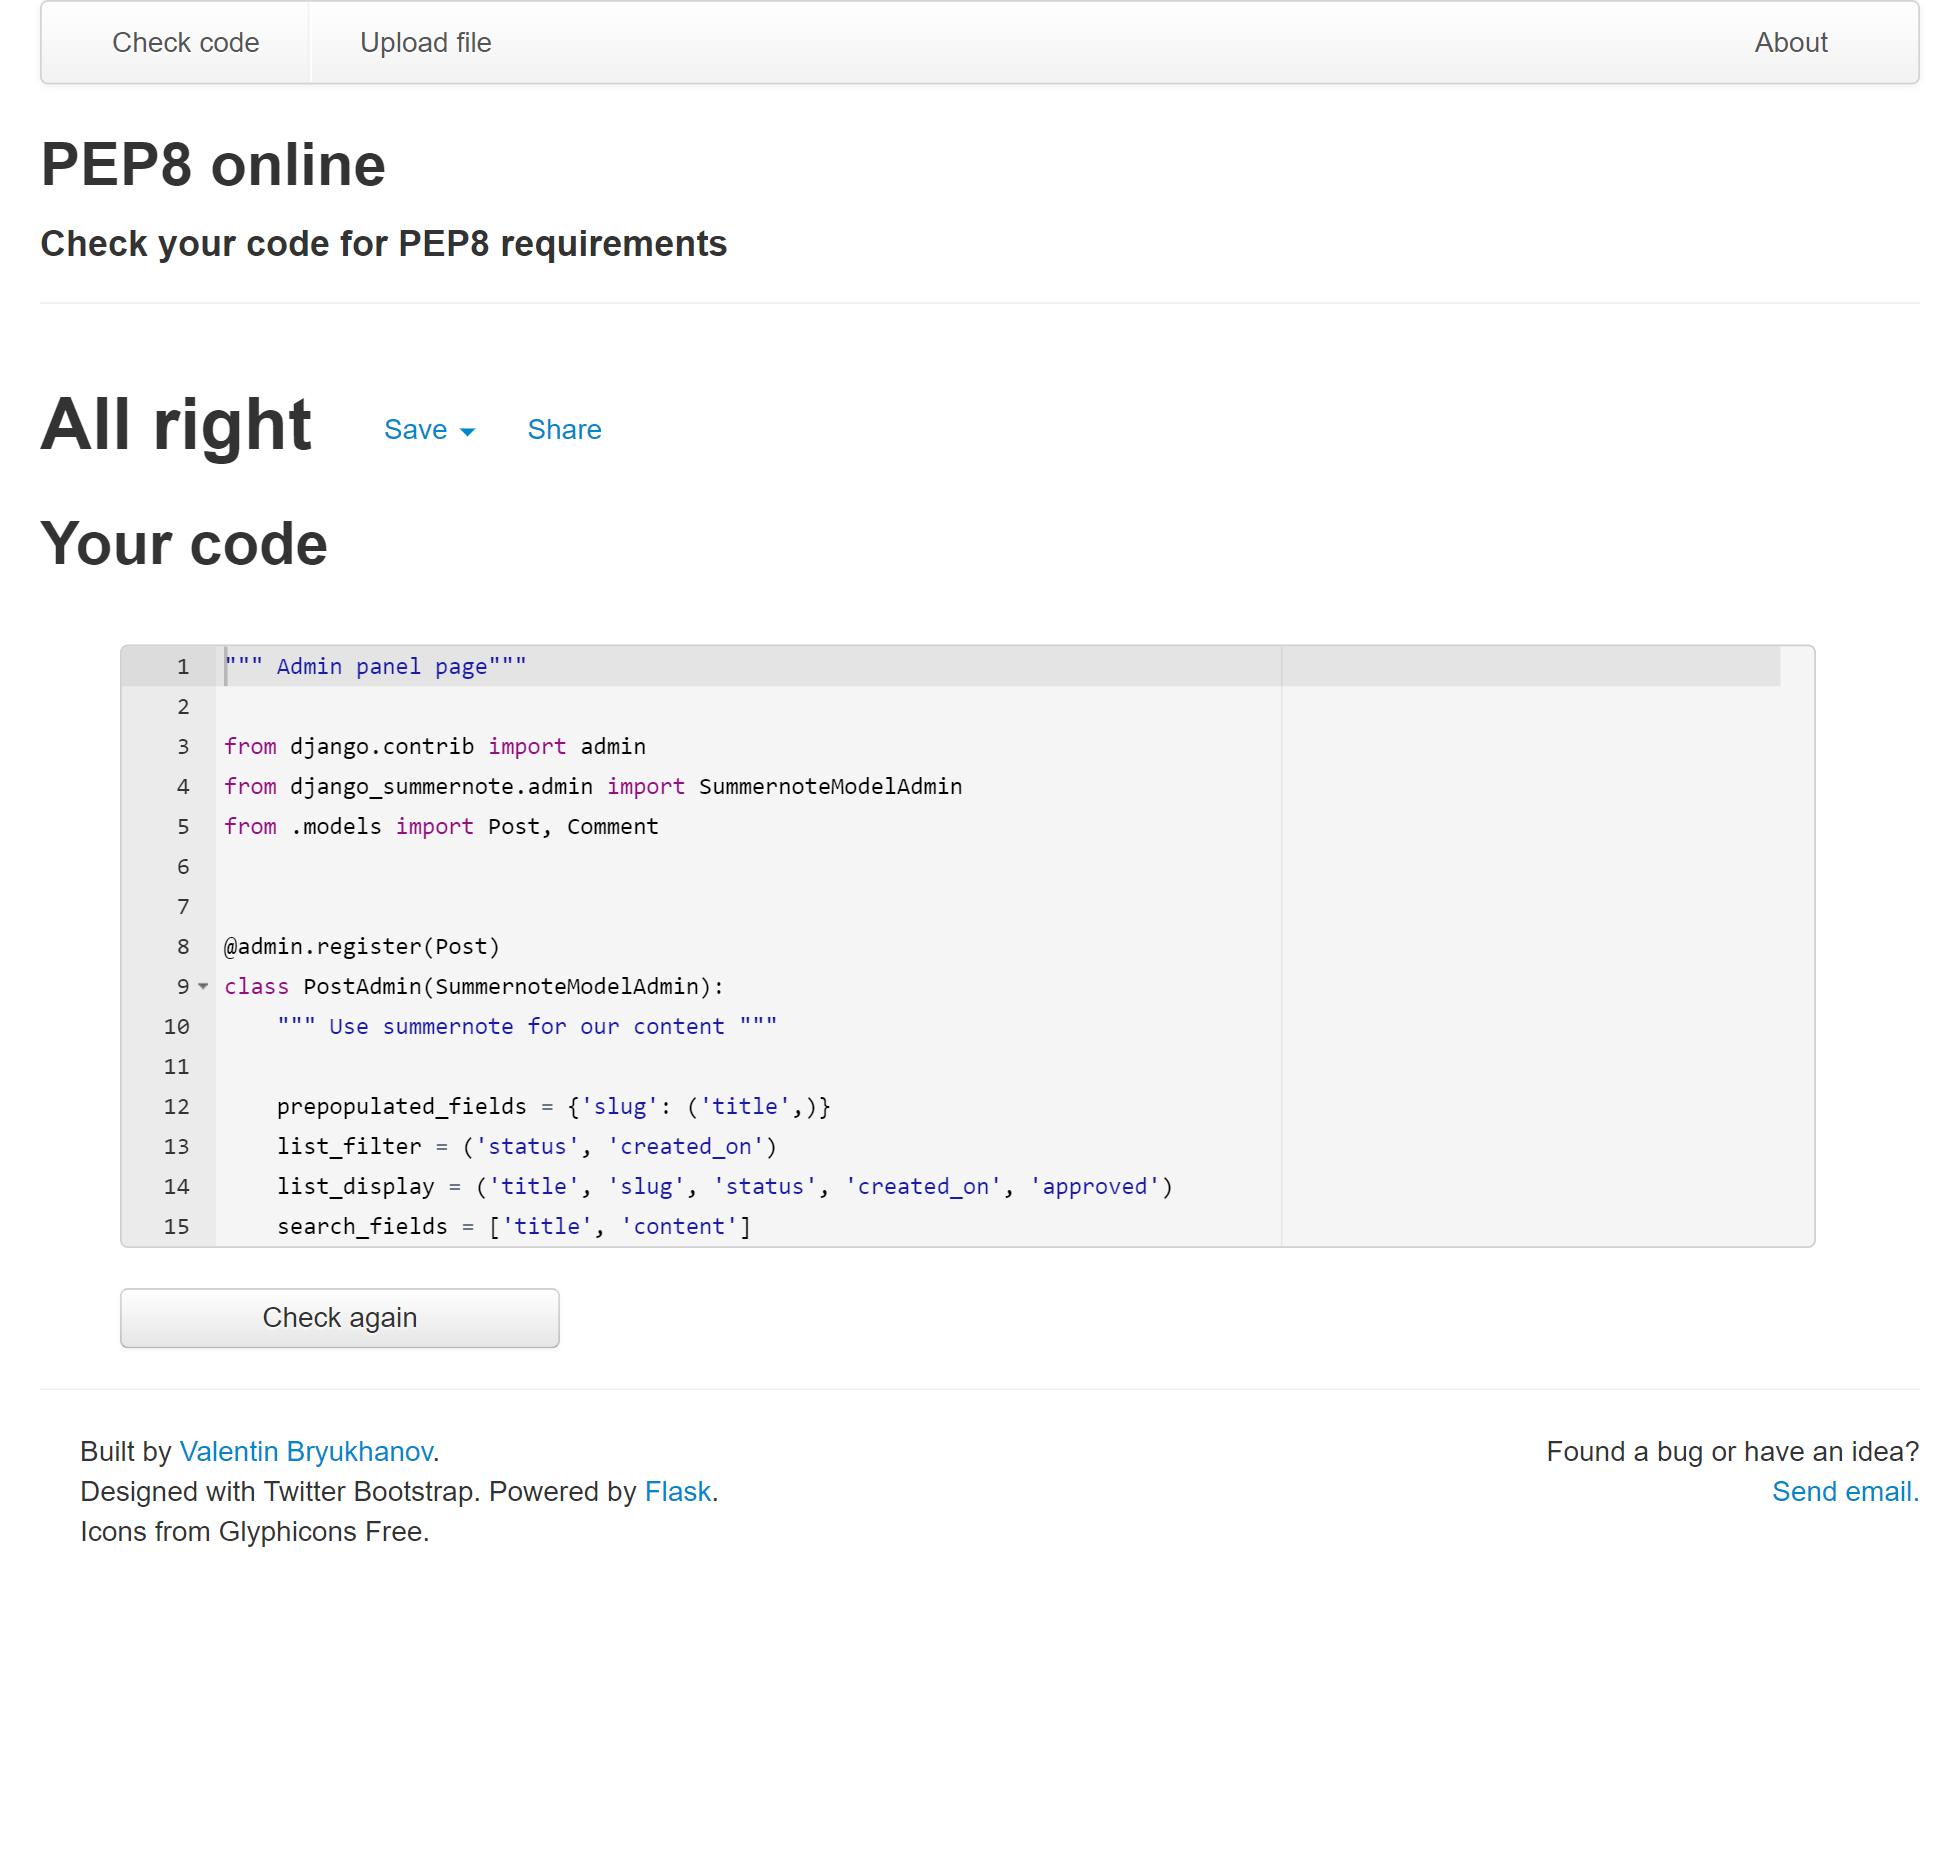 Check code Upload file About
PEP8 online
Check your code for PEP8 requirements
All right Save Share
Your code
1 """ Admin panel page"""
2
3 from django.contrib import admin
4 from django_summernote.admin import SummernoteModelAdmin
5 from .models import Post, Comment
6
7
8 @admin.register(Post)
9 class PostAdmin(SummernoteModelAdmin):
10     """ Use summernote for our content """
11
12     prepopulated_fields = {'slug': ('title',)}
13     list_filter = ('status', 'created_on')
14     list_display = ('title', 'slug', 'status', 'created_on', 'approved')
15     search_fields = ['title', 'content']
Check again
Built by Valentin Bryukhanov.
Designed with Twitter Bootstrap. Powered by Flask.
Icons from Glyphicons Free.
Found a bug or have an idea?
Send email.